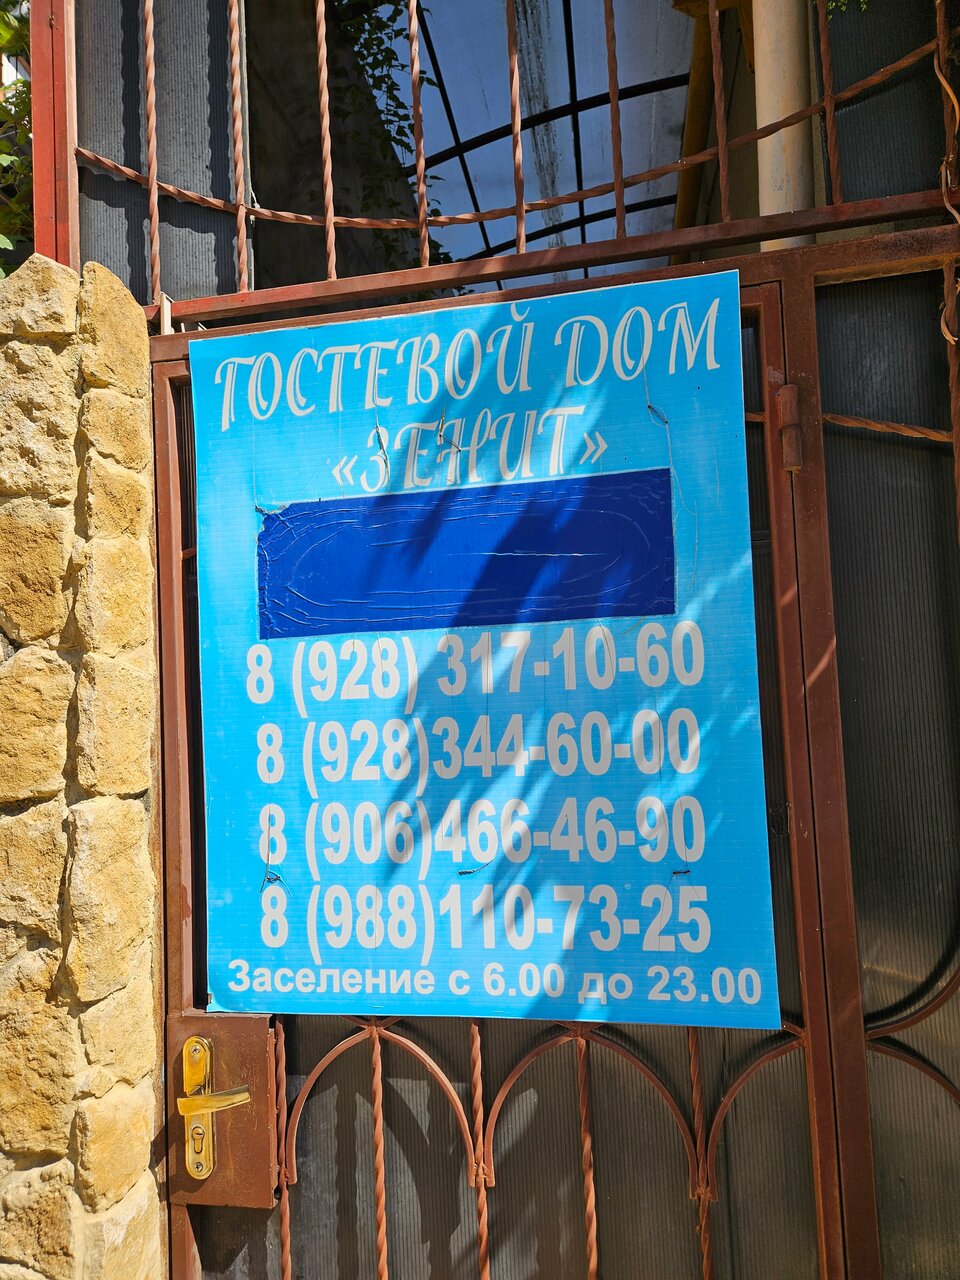 ГОСТЕВОЙ ДОМ
«ЗЕНИТ»
8 (928) 317-10-60
8 (928)344-60-00
8 (906)466-46-90
8 (988)110-73-25
Заселение с 6.00 до 23.00